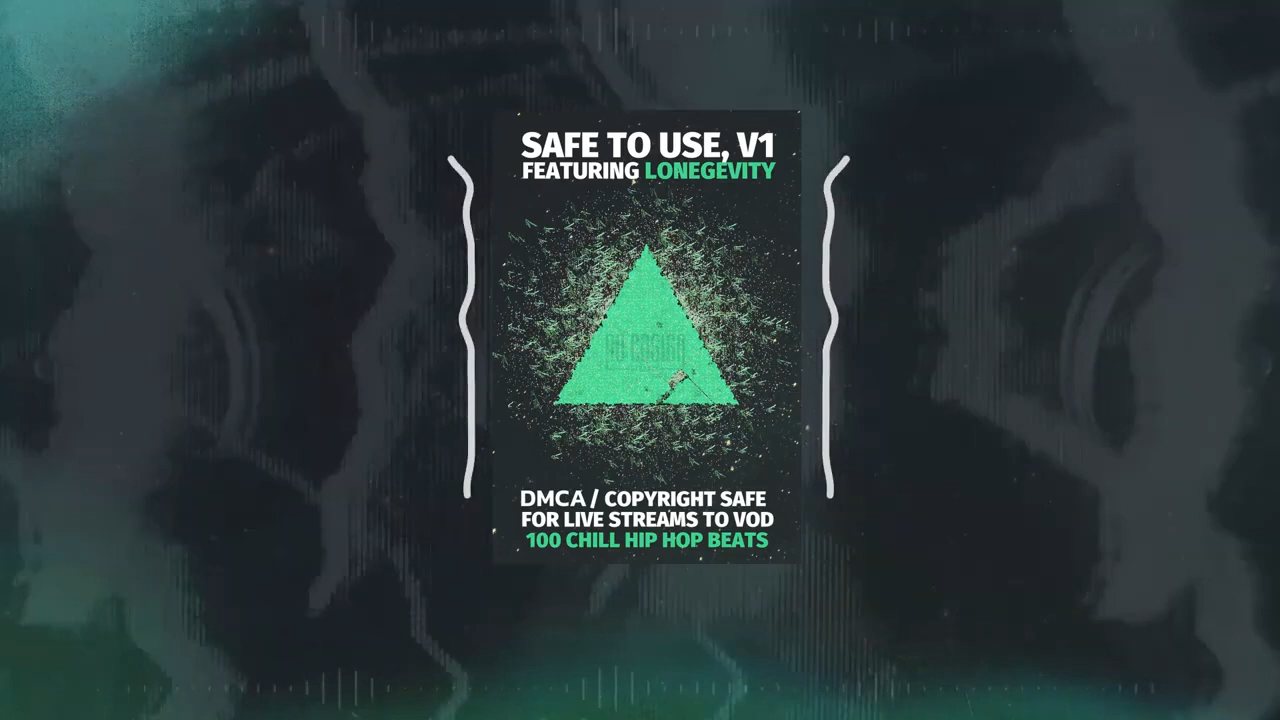 SAFE TO USE, V1
FEATURING LONEGEVITY
DMCA / COPYRIGHT SAFE
FOR LIVE STREAMS TO VOD
100 CHILL HIP HOP BEATS